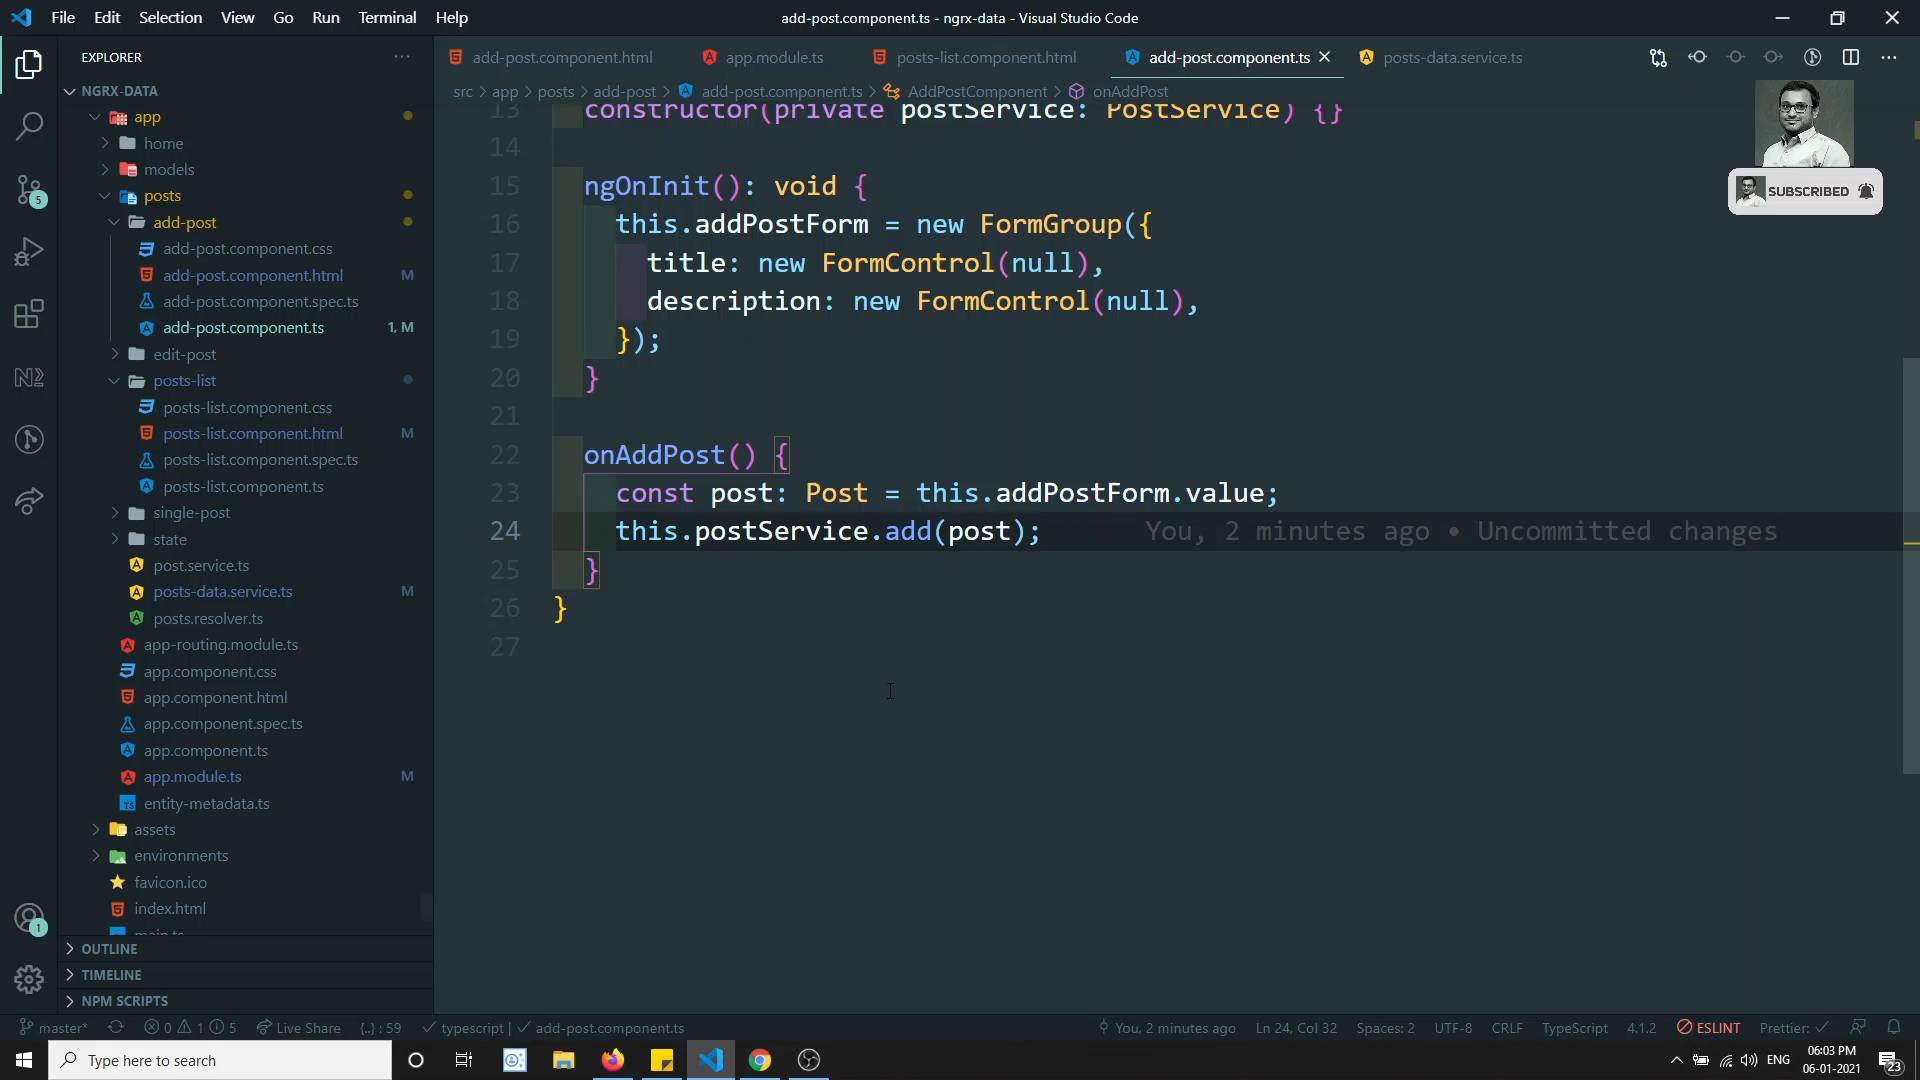 File Edit Selection View Go Run Terminal Help
add-post.component.ts - ngrx-data - Visual Studio Code
EXPLORER
add-post.component.html
app.module.ts
posts-list.component.html
add-post.component.ts
posts-data.service.ts
src > app > posts > add-post > add-post.component.ts > AddPostComponent > onAddPost
NGRX-DATA
app
home
models
posts
add-post
add-post.component.css
add-post.component.html M
add-post.component.spec.ts
add-post.component.ts 1, M
edit-post
posts-list
posts-list.component.css
posts-list.component.html M
posts-list.component.spec.ts
posts-list.component.ts
single-post
state
post.service.ts
posts-data.service.ts M
posts.resolver.ts
app-routing.module.ts
app.component.css
app.component.html
app.component.spec.ts
app.component.ts
app.module.ts M
entity-metadata.ts
assets
environments
favicon.ico
index.html
main.ts
OUTLINE
TIMELINE
NPM SCRIPTS
5
1
13 constructor(private postService: PostService) {}
14
15 ngOnInit(): void {
16 this.addPostForm = new FormGroup({
17 title: new FormControl(null),
18 description: new FormControl(null),
19 });
20 }
21
22 onAddPost() {
23 const post: Post = this.addPostForm.value;
24 this.postService.add(post); You, 2 minutes ago • Uncommitted changes
25 }
26 }
27
SUBSCRIBED
master* 0 1 5 Live Share {..} : 59 typescript | add-post.component.ts
You, 2 minutes ago Ln 24, Col 32 Spaces: 2 UTF-8 CRLF TypeScript 4.1.2 ESLINT Prettier:
Type here to search
ENG
06:03 PM
06-01-2021
23